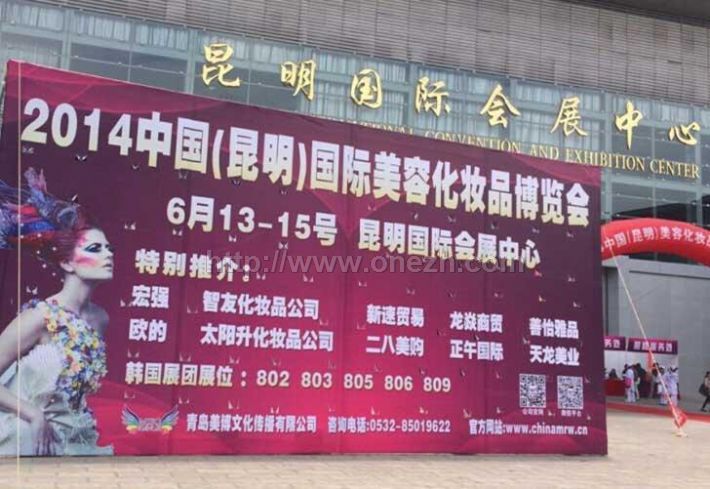 昆明国际会展中心
INTERNATIONAL CONVENTION AND EXHIBITION CENTER
2014中国(昆明)国际美容化妆品博览会
6月13-15号 昆明国际会展中心
http://www.onezh.com
特别推介:
宏强 智友化妆品公司 新速贸易 龙焱商贸 善怡雅品
欧的 太阳升化妆品公司 二八美购 正午国际 天龙美业
韩国展团展位:802 803 805 806 809
青岛美博文化传播有限公司 咨询电话:0532-85019622 官方网站:www.chinamrw.cn
中国(昆明)美容化妆品